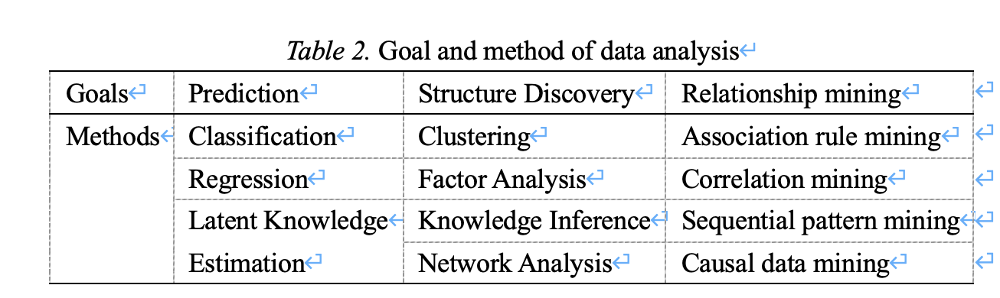 Table 2. Goal and method of data analysis
Goals Prediction Structure Discovery Relationship mining
Methods Classification Clustering Association rule mining
Regression Factor Analysis Correlation mining
Latent Knowledge Knowledge Inference Sequential pattern mining
Estimation Network Analysis Causal data mining